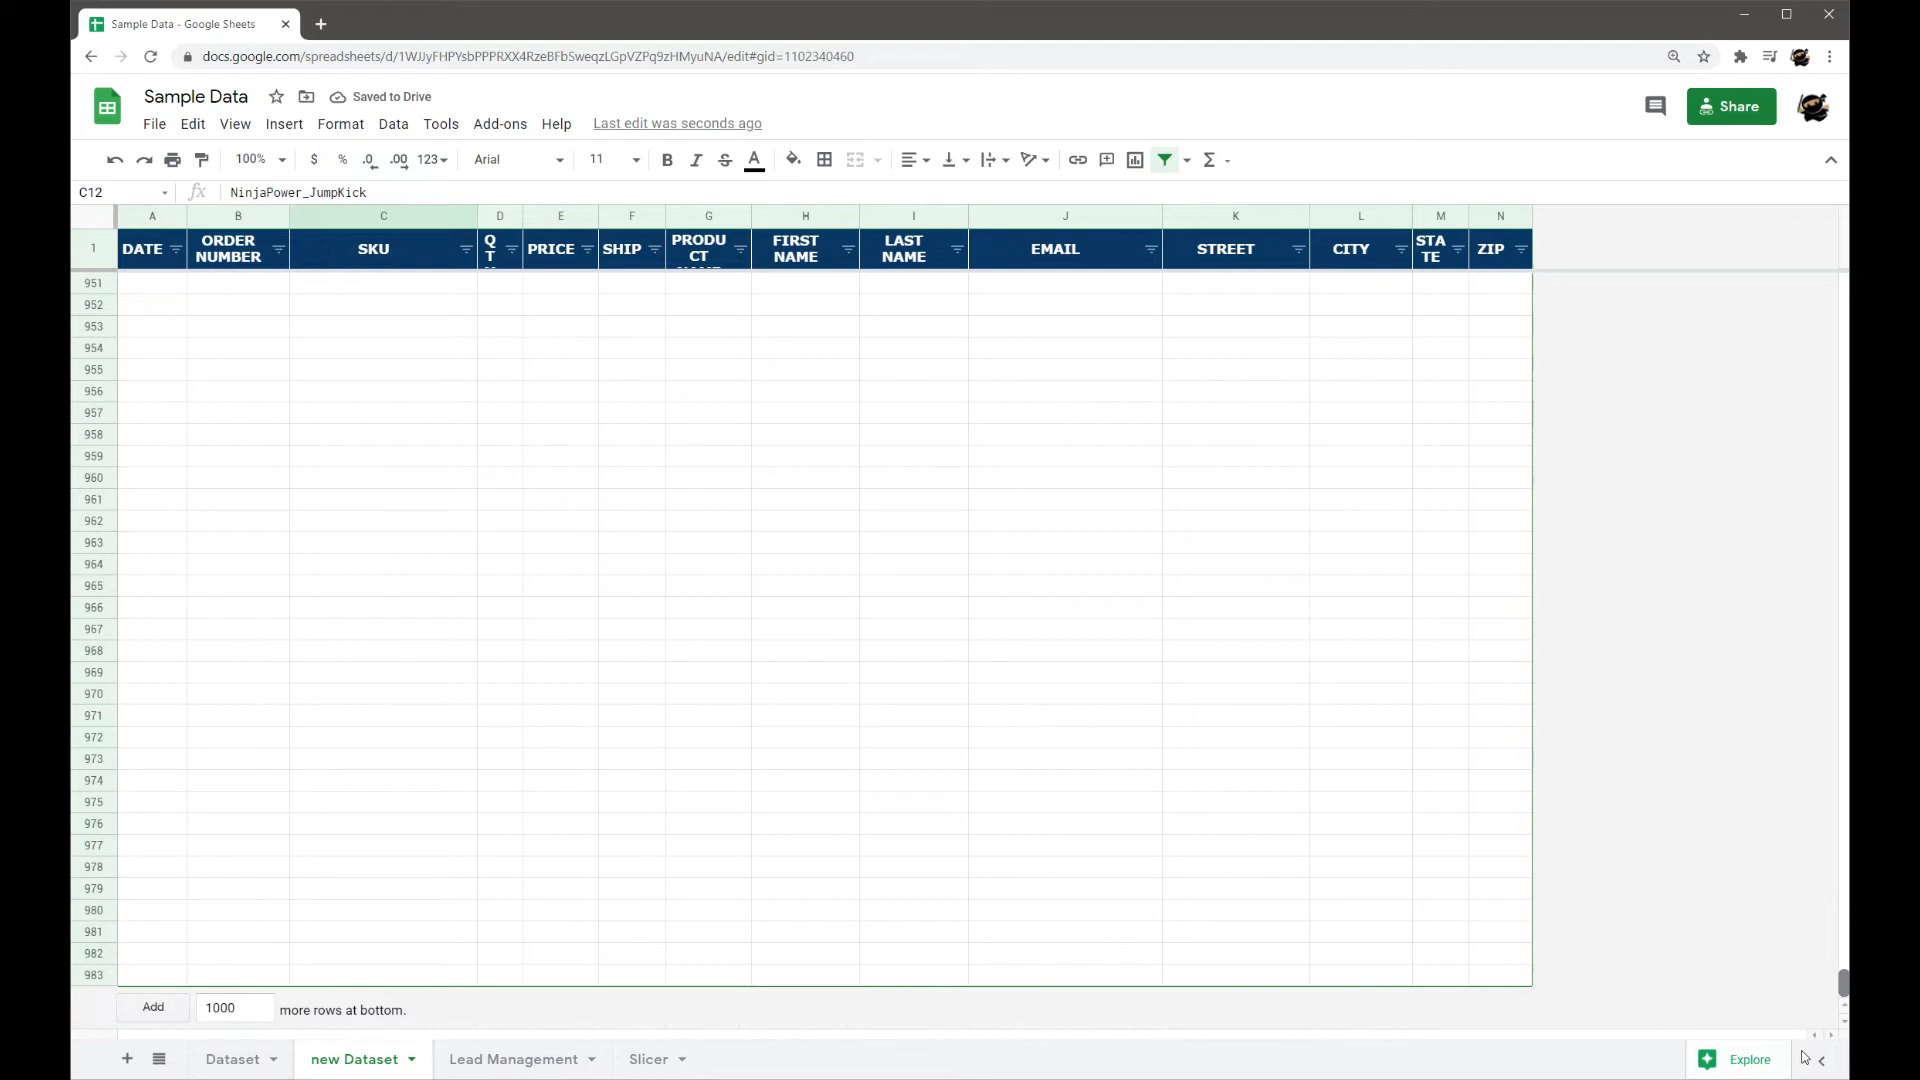 Sample Data - Google Sheets
docs.google.com/spreadsheets/d/1WJJyFHPYsbPPPRXX4RzeBFbSweqzLGpVZPq9zHMyuNA/edit#gid=1102340460
Sample Data
Saved to Drive
Share
File Edit View Insert Format Data Tools Add-ons Help Last edit was seconds ago
100% $ % .0 .00 123 Arial 11 B I S A Σ
C12 fx NinjaPower_JumpKick
A B C D E F G H I J K L M N
1 DATE ORDER NUMBER SKU QT PRICE SHIP PRODUCT FIRST NAME LAST NAME EMAIL STREET CITY STATE ZIP
951
952
953
954
955
956
957
958
959
960
961
962
963
964
965
966
967
968
969
970
971
972
973
974
975
976
977
978
979
980
981
982
983
Add 1000 more rows at bottom.
Dataset new Dataset Lead Management Slicer Explore